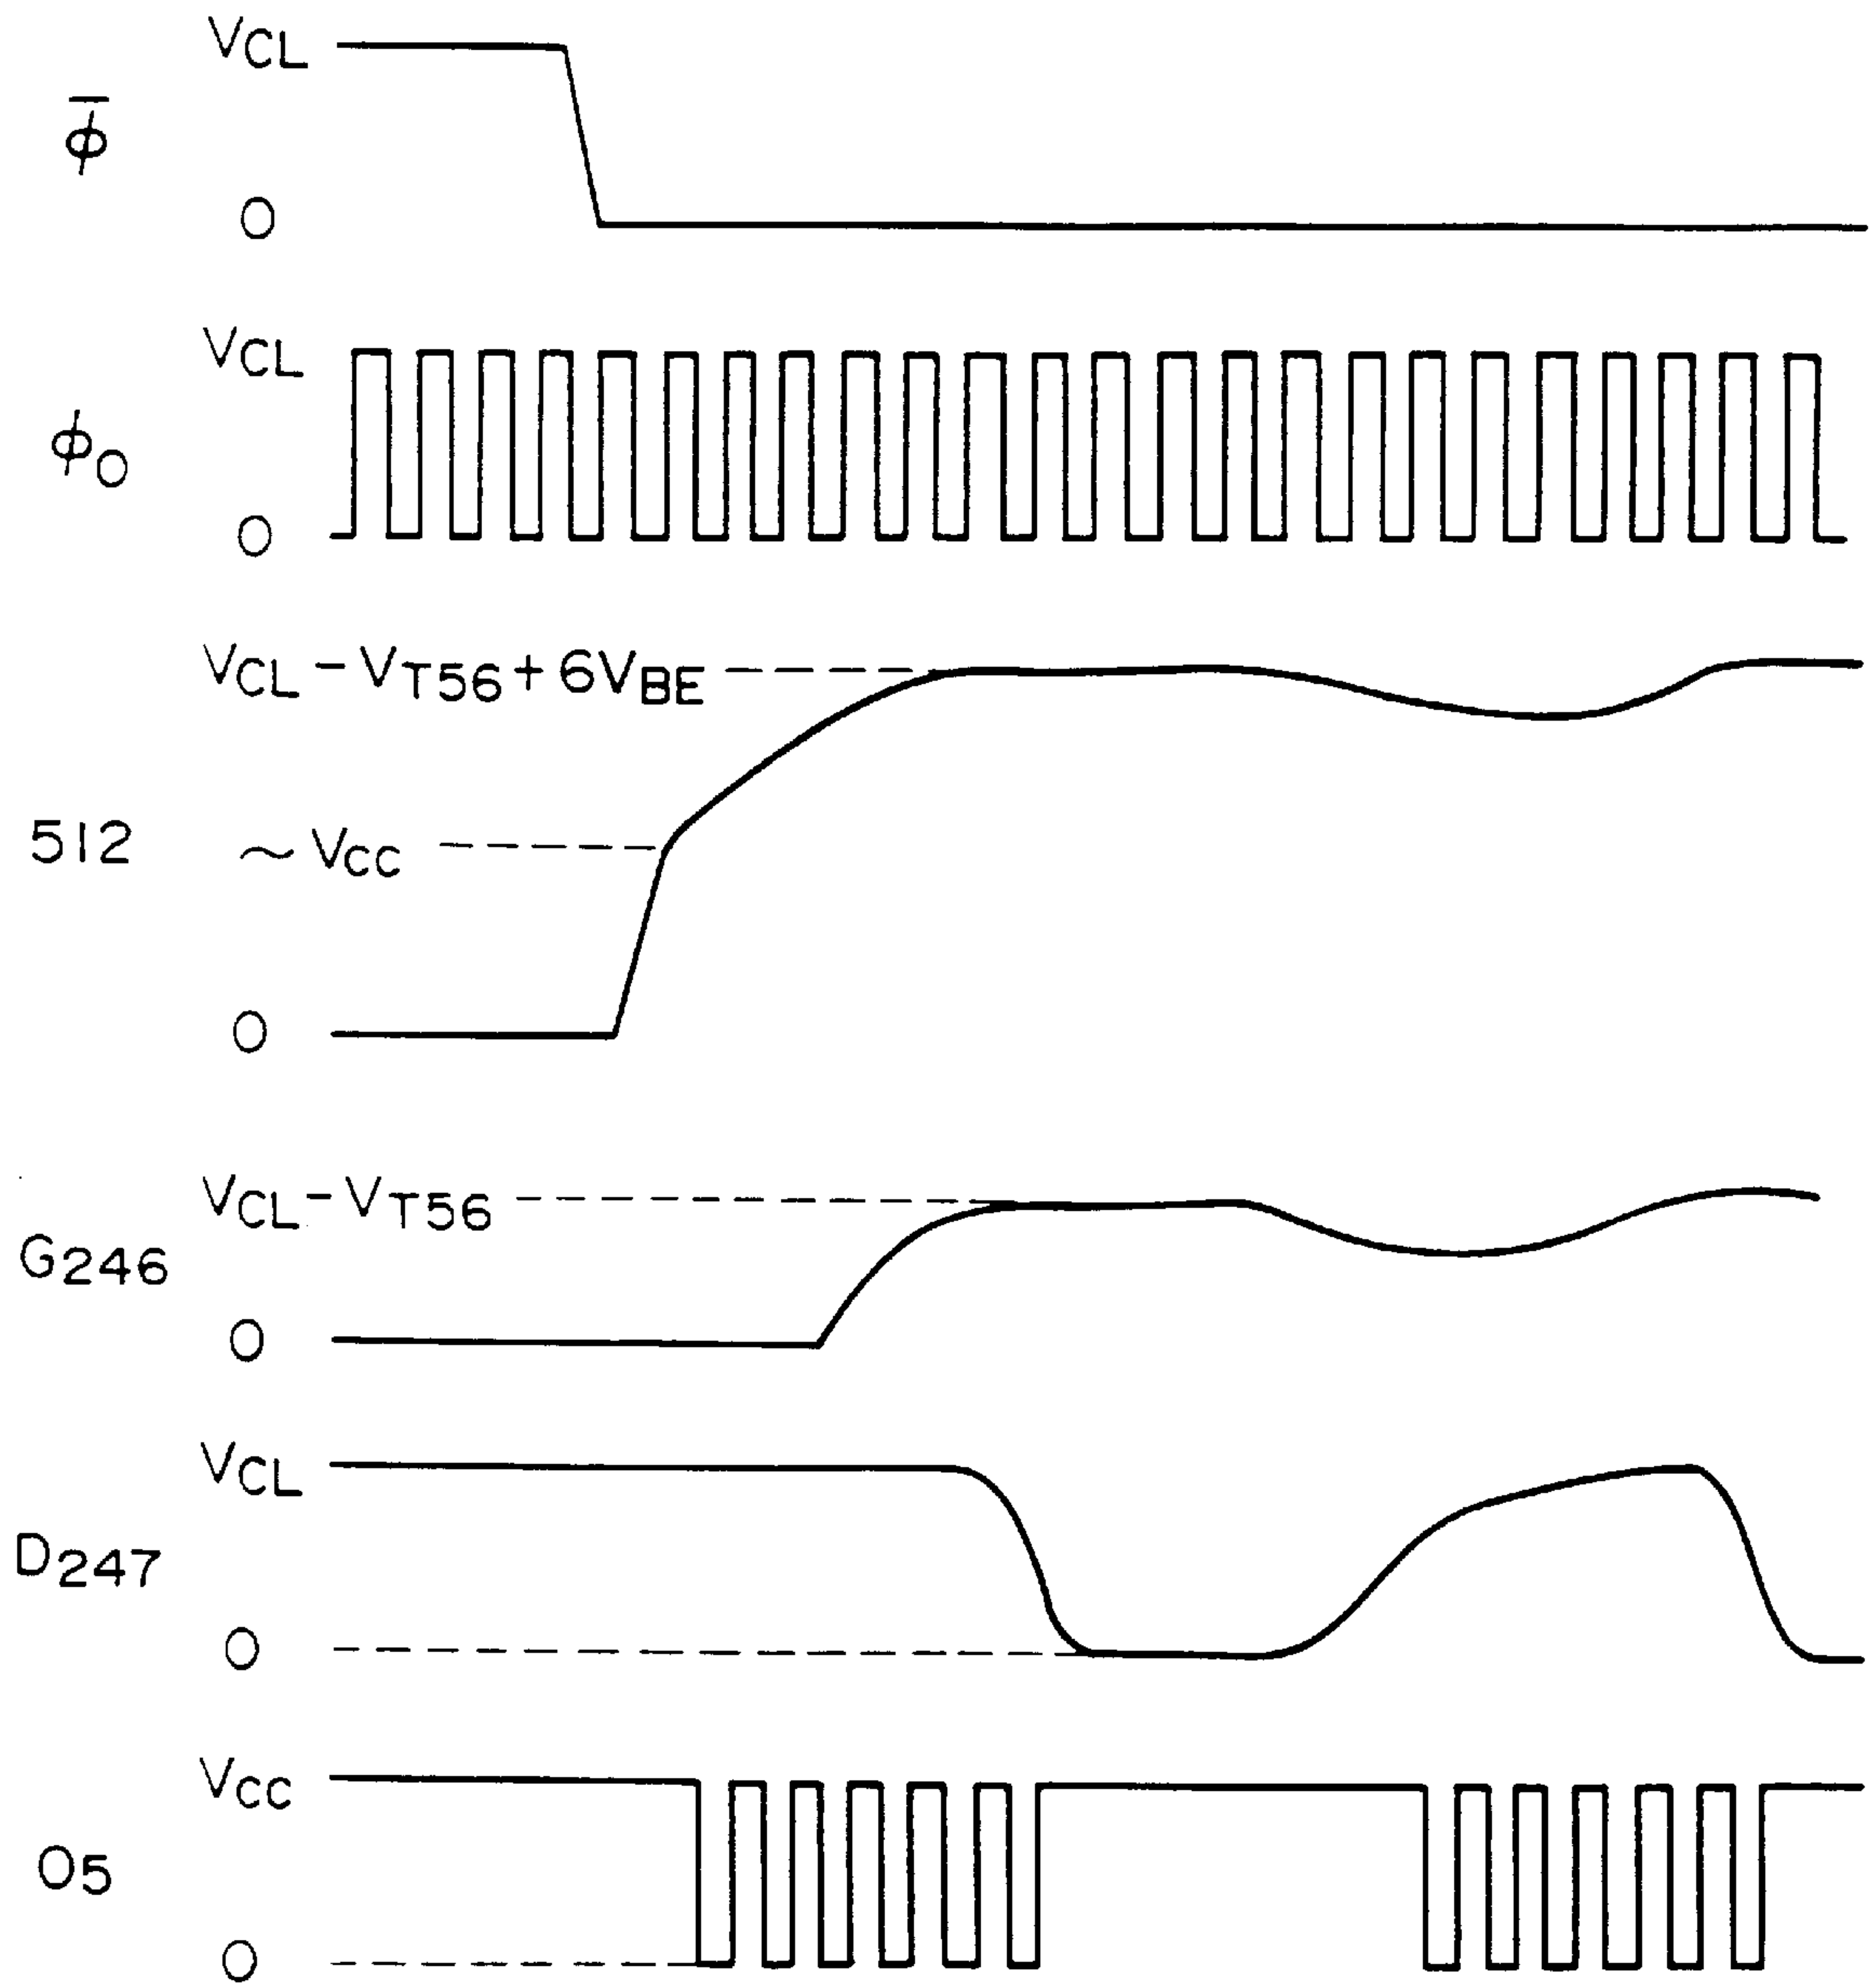 VCL
ϕ̅
0
VCL
ϕ0
0
VCL-VT56+6VBE
512
~VCC
0
VCL-VT56
G246
0
VCL
D247
0
VCC
O5
0